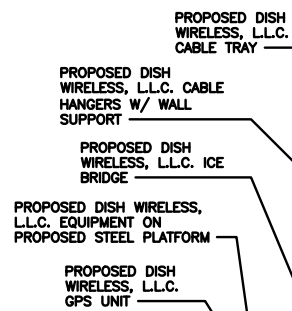 PROPOSED DISH
WIRELESS, L.L.C.
CABLE TRAY
PROPOSED DISH
WIRELESS, L.L.C. CABLE
HANGERS W/ WALL
SUPPORT
PROPOSED DISH
WIRELESS, L.L.C. ICE
BRIDGE
PROPOSED DISH WIRELESS,
L.L.C. EQUIPMENT ON
PROPOSED STEEL PLATFORM
PROPOSED DISH
WIRELESS, L.L.C.
GPS UNIT